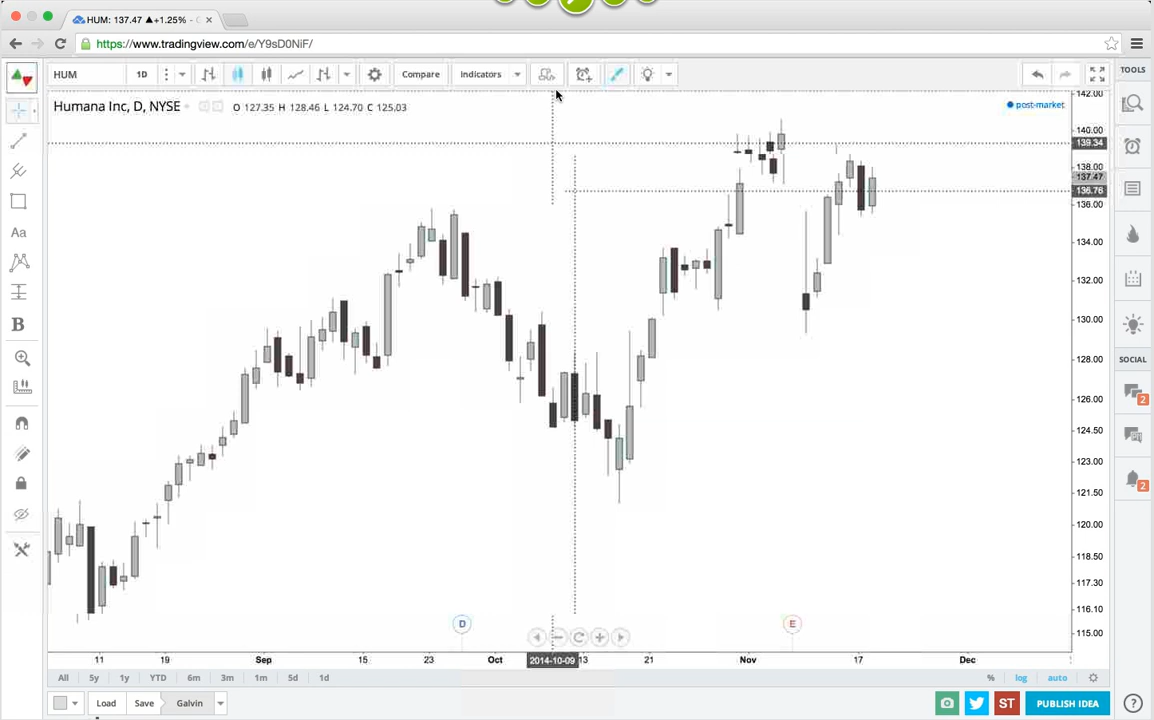 HUM: 137.47 ▲+1.25% -
https://www.tradingview.com/e/Y9sD0NiF/
HUM 1D Compare Indicators TOOLS
Humana Inc, D, NYSE O 127.35 H 128.46 L 124.70 C 125.03 post-market
142.00
140.00
139.34
138.00
137.47
136.76
136.00
134.00
132.00
130.00
128.00
126.00
124.50
123.00
121.50
120.00
118.50
117.30
116.10
115.00
Aa
B
SOCIAL
2
2
D E
11 19 Sep 15 23 Oct 2014-10-09 13 21 Nov 17 Dec
All 5y 1y YTD 6m 3m 1m 5d 1d % log auto
Load Save Galvin ST PUBLISH IDEA ?